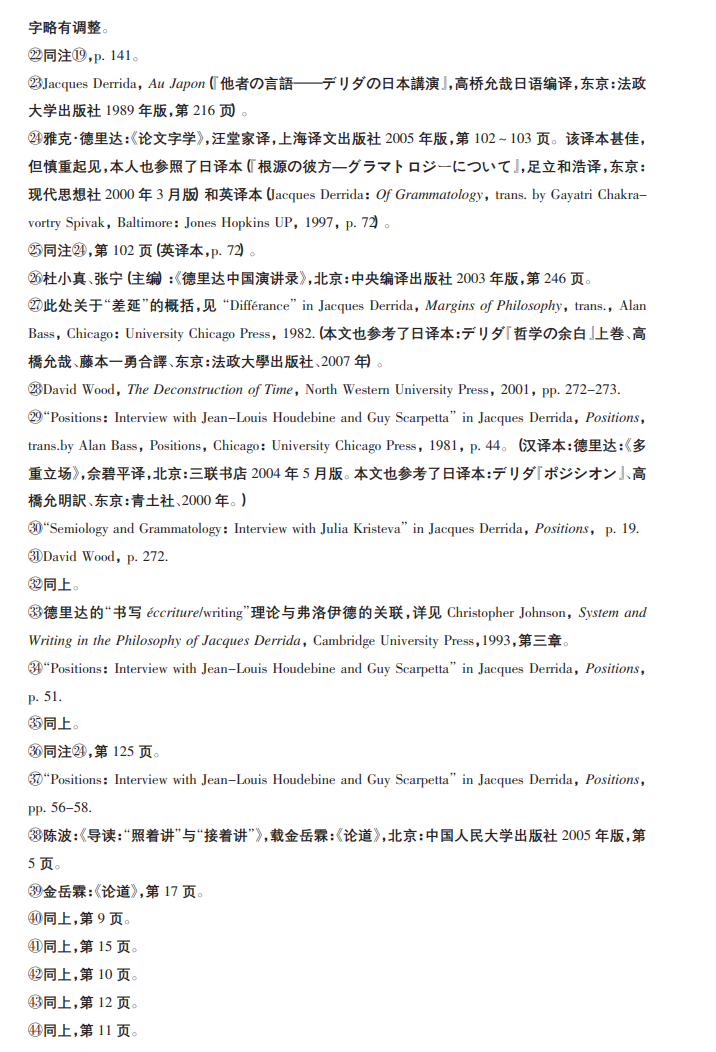 字略有调整。
㉒同注⑲,p. 141。
㉓Jacques Derrida, Au Japon (『他者の言語——デリダの日本講演』,高桥允哉日语编译,东京:法政
大学出版社 1989 年版,第 216 页) 。
㉔雅克·德里达:《论文字学》,汪堂家译,上海译文出版社 2005 年版,第 102~103 页。该译本甚佳,
但慎重起见,本人也参照了日译本 (『根源の彼方—グラマトロジーについて』,足立和浩译,东京:
现代思想社 2000 年 3 月版) 和英译本 (Jacques Derrida: Of Grammatology, trans. by Gayatri Chakra-
vortry Spivak, Baltimore: Jones Hopkins UP, 1997, p. 72) 。
㉕同注㉔,第 102 页 (英译本,p. 72) 。
㉖杜小真、张宁 (主编) :《德里达中国演讲录》,北京:中央编译出版社 2003 年版,第 246 页。
㉗此处关于“差延”的概括,见 “Différance” in Jacques Derrida, Margins of Philosophy, trans., Alan
Bass, Chicago: University Chicago Press, 1982. (本文也参考了日译本:デリダ『哲学の余白』上巻、高
橋允哉、藤本一勇合譯、东京:法政大學出版社、2007 年) 。
㉘David Wood, The Deconstruction of Time, North Western University Press, 2001, pp. 272-273.
㉙“Positions: Interview with Jean-Louis Houdebine and Guy Scarpetta” in Jacques Derrida, Positions,
trans.by Alan Bass, Positions, Chicago: University Chicago Press, 1981, p. 44。 (汉译本:德里达:《多
重立场》,佘碧平译,北京:三联书店 2004 年 5 月版。本文也参考了日译本:デリダ『ポジシオン』、高
橋允明訳、东京:青土社、2000 年。)
㉚“Semiology and Grammatology: Interview with Julia Kristeva” in Jacques Derrida, Positions, p. 19.
㉛David Wood, p. 272.
㉜同上。
㉝德里达的“书写 éccriture/writing”理论与弗洛伊德的关联,详见 Christopher Johnson, System and
Writing in the Philosophy of Jacques Derrida, Cambridge University Press,1993,第三章。
㉞“Positions: Interview with Jean-Louis Houdebine and Guy Scarpetta” in Jacques Derrida, Positions,
p. 51.
㉟同上。
㊱同注㉔,第 125 页。
㊲“Positions: Interview with Jean-Louis Houdebine and Guy Scarpetta” in Jacques Derrida, Positions,
pp. 56-58.
㊳陈波:《导读:“照着讲”与“接着讲”》,载金岳霖:《论道》,北京:中国人民大学出版社 2005 年版,第
5 页。
㊴金岳霖:《论道》,第 17 页。
㊵同上,第 9 页。
㊶同上,第 15 页。
㊷同上,第 10 页。
㊸同上,第 12 页。
㊹同上,第 11 页。